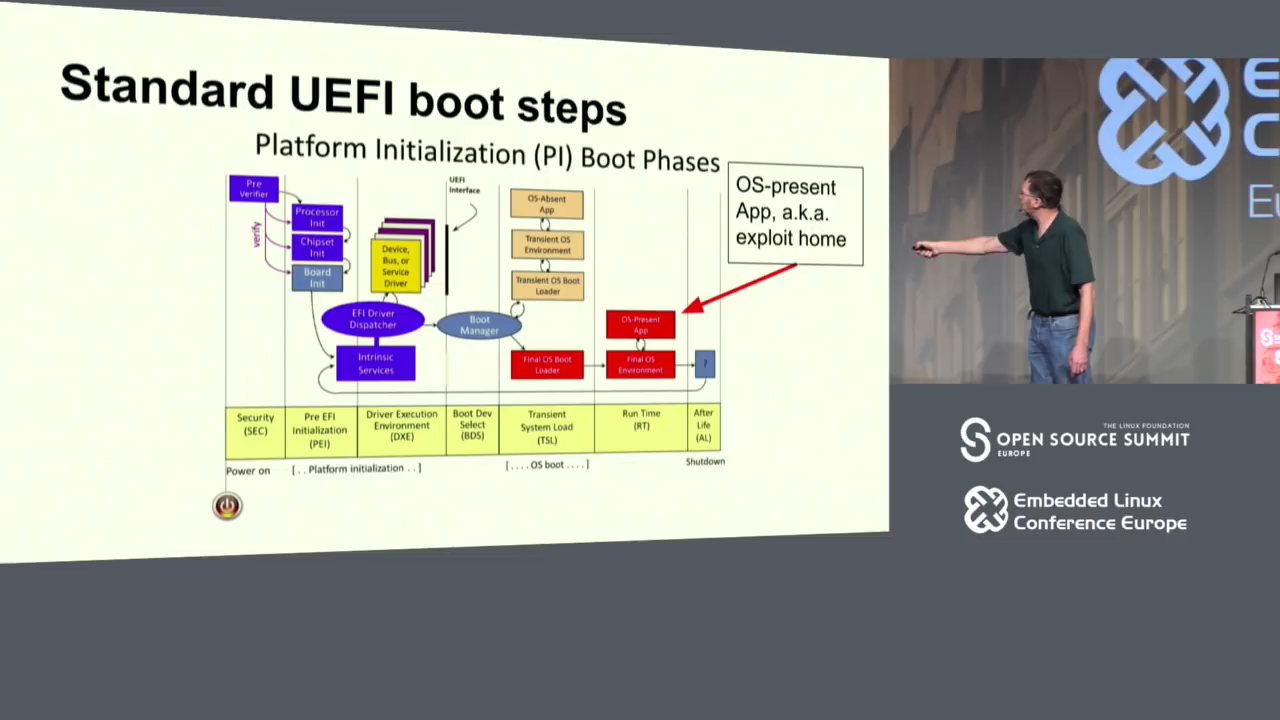 Standard UEFI boot steps
Platform Initialization (PI) Boot Phases
Pre
Verifier
verify
Processor
Init
Chipset
Init
Board
Init
Device,
Bus, or
Service
Driver
EFI Driver
Dispatcher
Intrinsic
Services
UEFI
Interface
Boot
Manager
OS-Absent
App
Transient OS
Environment
Transient OS Boot
Loader
Final OS Boot
Loader
OS-Present
App
Final OS
Environment
?
OS-present
App, a.k.a.
exploit home
Security
(SEC)
Pre EFI
Initialization
(PEI)
Driver Execution
Environment
(DXE)
Boot Dev
Select
(BDS)
Transient
System Load
(TSL)
Run Time
(RT)
After
Life
(AL)
Power on
[ . . Platform initialization . . ]
[ . . . . OS boot . . . . ]
Shutdown
E
C
Eu
THE LINUX FOUNDATION
OPEN SOURCE SUMMIT
EUROPE
Embedded Linux
Conference Europe